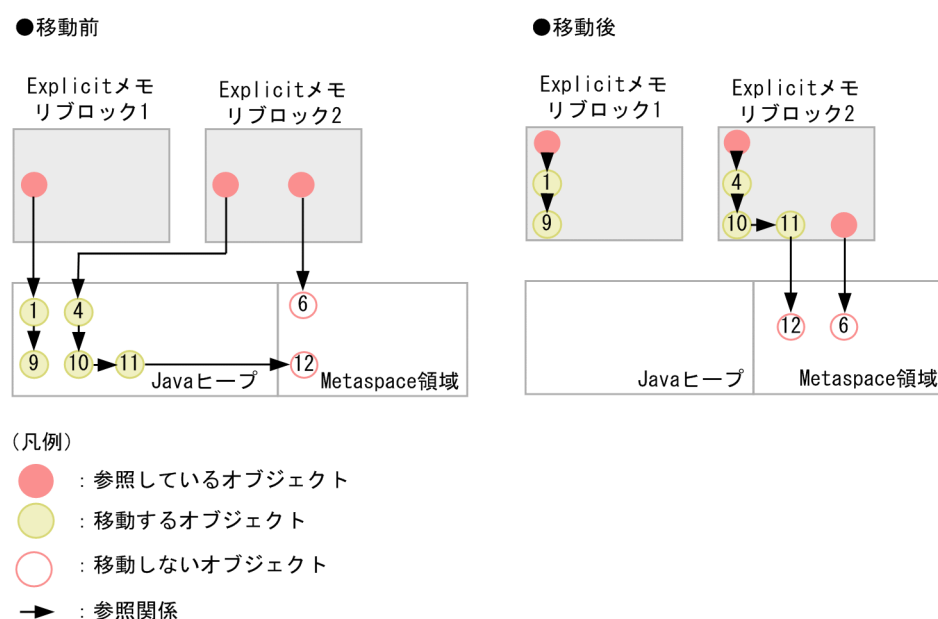 ●移動前
●移動後
Explicitメモ
リブロック1
Explicitメモ
リブロック2
Explicitメモ
リブロック1
Explicitメモ
リブロック2
1
4
6
9
10
11
12
Javaヒープ
Metaspace領域
1
4
9
10
11
12
6
Javaヒープ
Metaspace領域
(凡例)
:参照しているオブジェクト
:移動するオブジェクト
:移動しないオブジェクト
:参照関係